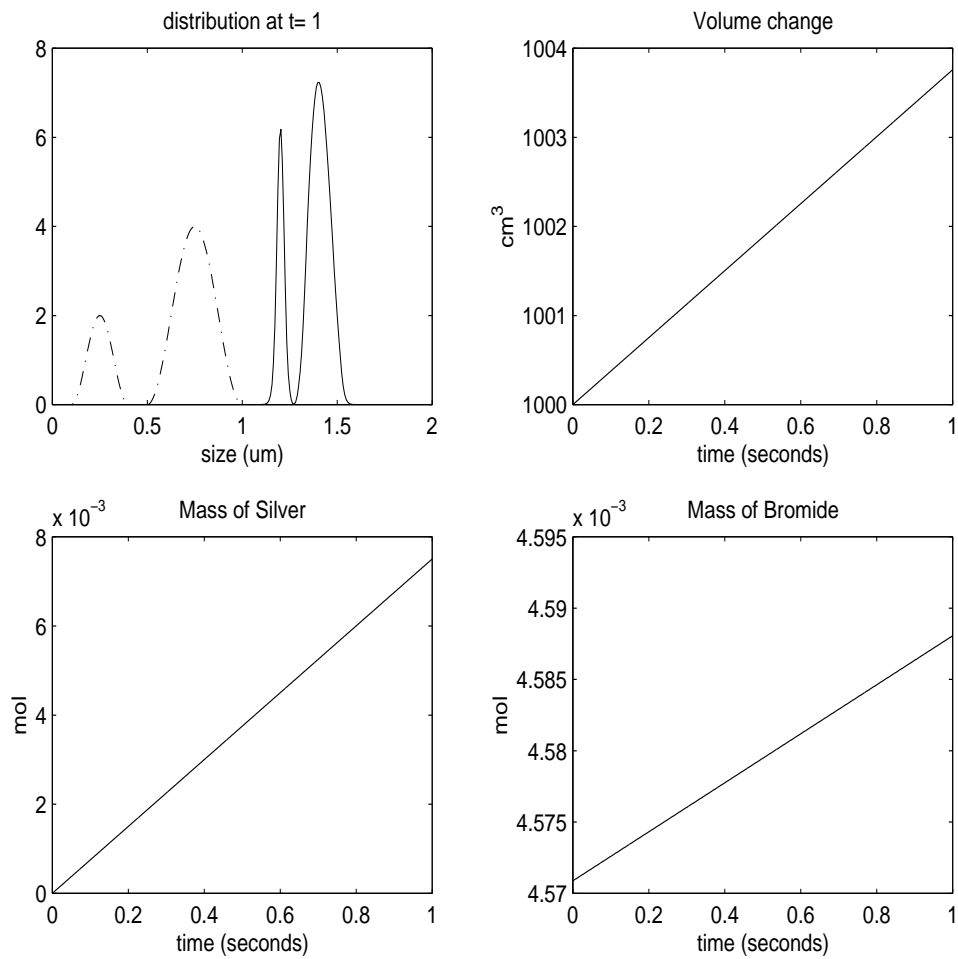 distribution at t= 1
8
6
4
2
0
0 0.5 1 1.5 2
size (um)
Volume change
1004
1003
1002
1001
1000
cm^3
0 0.2 0.4 0.6 0.8 1
time (seconds)
x 10^−3
Mass of Silver
8
6
4
2
0
mol
0 0.2 0.4 0.6 0.8 1
time (seconds)
x 10^−3
Mass of Bromide
4.595
4.59
4.585
4.58
4.575
4.57
mol
0 0.2 0.4 0.6 0.8 1
time (seconds)